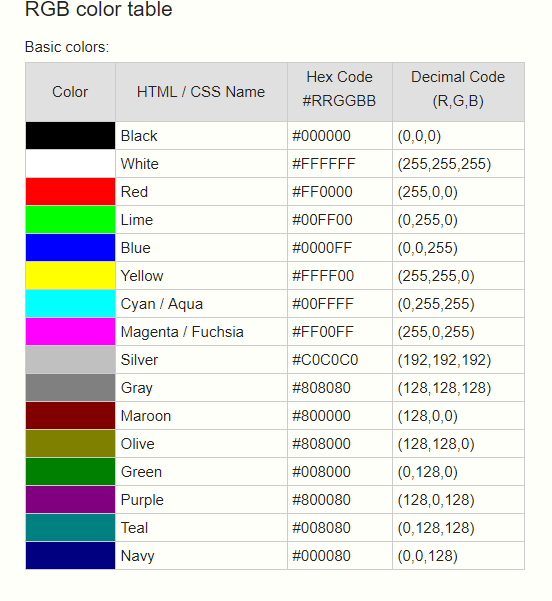 RGB color table
Basic colors:
Color HTML / CSS Name Hex Code #RRGGBB Decimal Code (R,G,B)
Black #000000 (0,0,0)
White #FFFFFF (255,255,255)
Red #FF0000 (255,0,0)
Lime #00FF00 (0,255,0)
Blue #0000FF (0,0,255)
Yellow #FFFF00 (255,255,0)
Cyan / Aqua #00FFFF (0,255,255)
Magenta / Fuchsia #FF00FF (255,0,255)
Silver #C0C0C0 (192,192,192)
Gray #808080 (128,128,128)
Maroon #800000 (128,0,0)
Olive #808000 (128,128,0)
Green #008000 (0,128,0)
Purple #800080 (128,0,128)
Teal #008080 (0,128,128)
Navy #000080 (0,0,128)